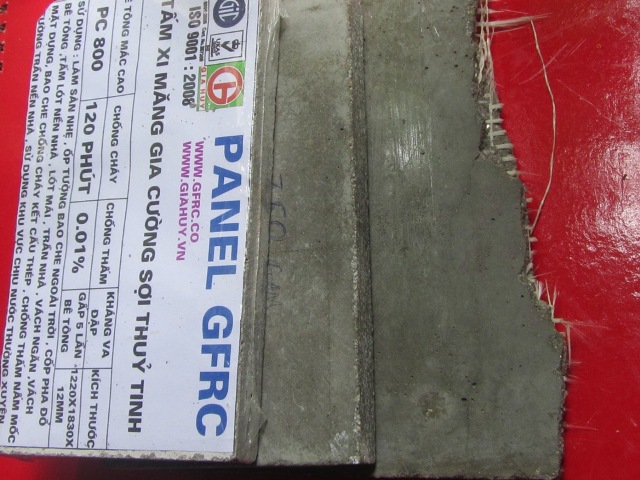 PANEL GFRC
WWW.GFRC.CO
WWW.GIAHUY.VN
GIA HUY
UKAS
ISO 9001 : 2008
TẤM XI MĂNG GIA CƯỜNG SỢI THUỶ TINH
BÊ TÔNG MÁC CAO
PC 800
CHỐNG CHÁY
120 PHÚT
CHỐNG THẤM
0.01%
KHÁNG VA ĐẬP
GẤP 5 LẦN BÊ TÔNG
KÍCH THƯỚC
1220X1830X
12MM
SỬ DỤNG : LÀM SÀN NHẸ , ỐP TƯỜNG BAO CHE NGOÀI TRỜI , CỐP PHA ĐỔ
BÊ TÔNG ,TẤM LÓT NỀN NHÀ , LÓT MÁI , TRẦN NHÀ , VÁCH NGĂN ,VÁCH
MẶT DỰNG, BAO CHE CHỐNG CHÁY KẾT CẤU THÉP , CHỐNG THẤM NẤM MỐC
TRẦN NỀN NHÀ , SỬ DỤNG KHU VỰC CHỊU NƯỚC THƯỜNG XUYÊN